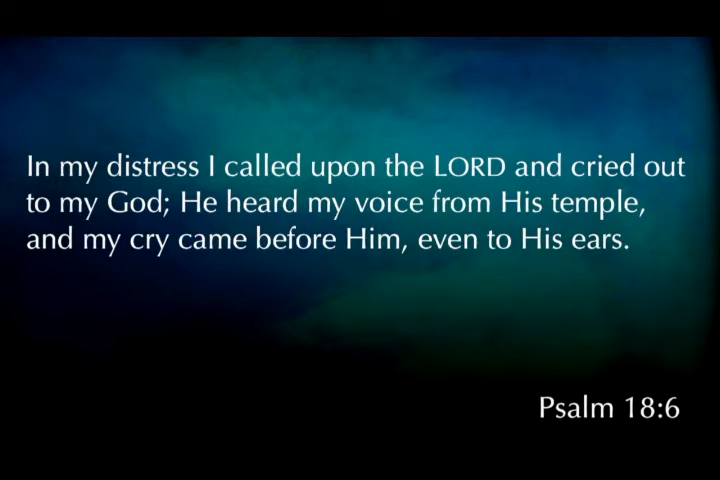 In my distress I called upon the LORD and cried out
to my God; He heard my voice from His temple,
and my cry came before Him, even to His ears.
Psalm 18:6